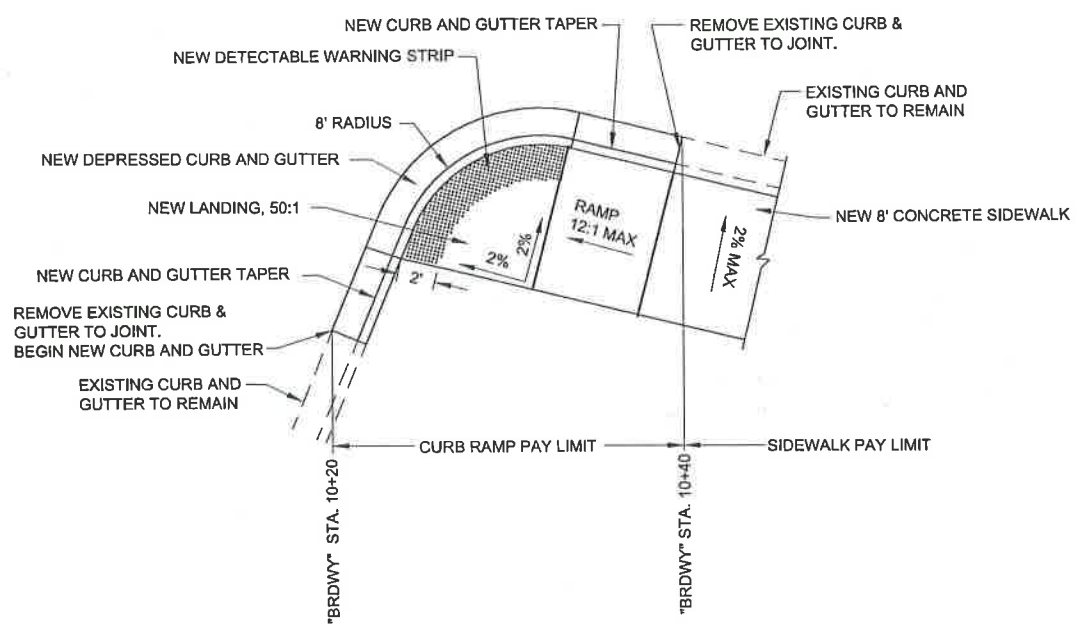 NEW CURB AND GUTTER TAPER
REMOVE EXISTING CURB &
GUTTER TO JOINT.
NEW DETECTABLE WARNING STRIP
EXISTING CURB AND
GUTTER TO REMAIN
8' RADIUS
NEW DEPRESSED CURB AND GUTTER
NEW LANDING, 50:1
RAMP
12:1 MAX
NEW 8' CONCRETE SIDEWALK
2%
2%
2% MAX
NEW CURB AND GUTTER TAPER
2'
REMOVE EXISTING CURB &
GUTTER TO JOINT.
BEGIN NEW CURB AND GUTTER
EXISTING CURB AND
GUTTER TO REMAIN
CURB RAMP PAY LIMIT
SIDEWALK PAY LIMIT
"BRDWY" STA. 10+20
"BRDWY" STA. 10+40